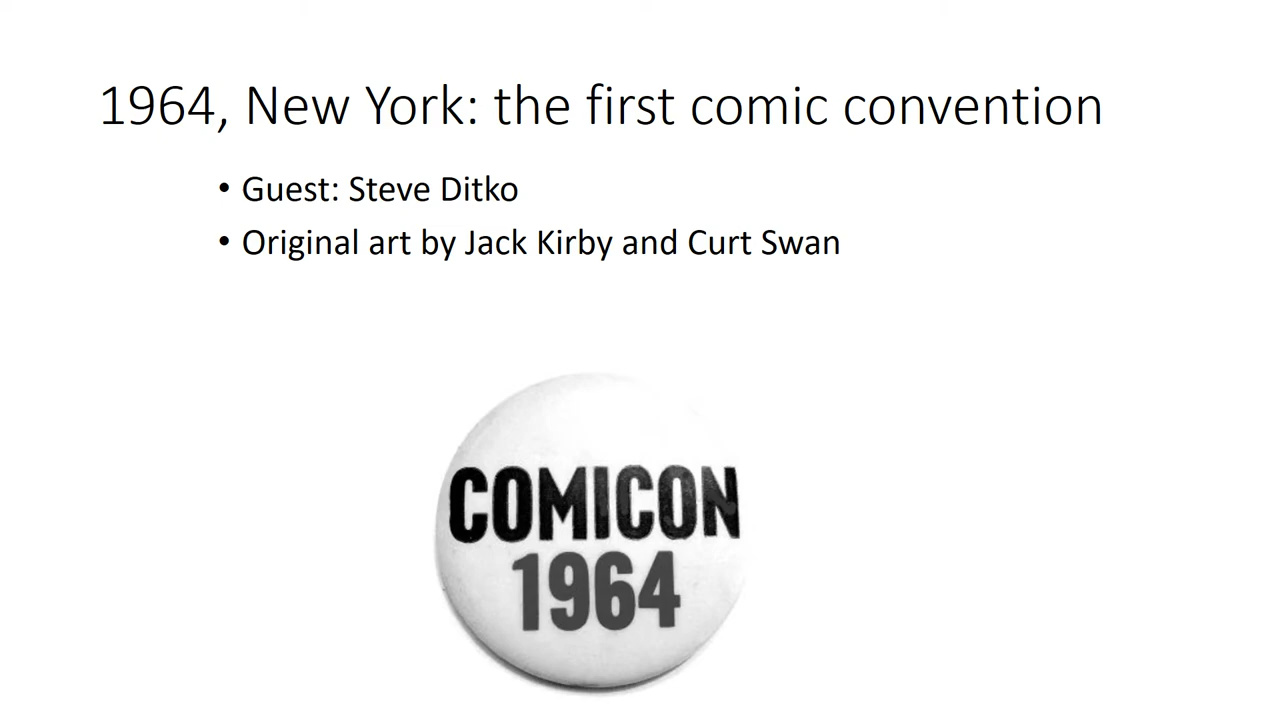 1964, New York: the first comic convention
• Guest: Steve Ditko
• Original art by Jack Kirby and Curt Swan
COMICON
1964